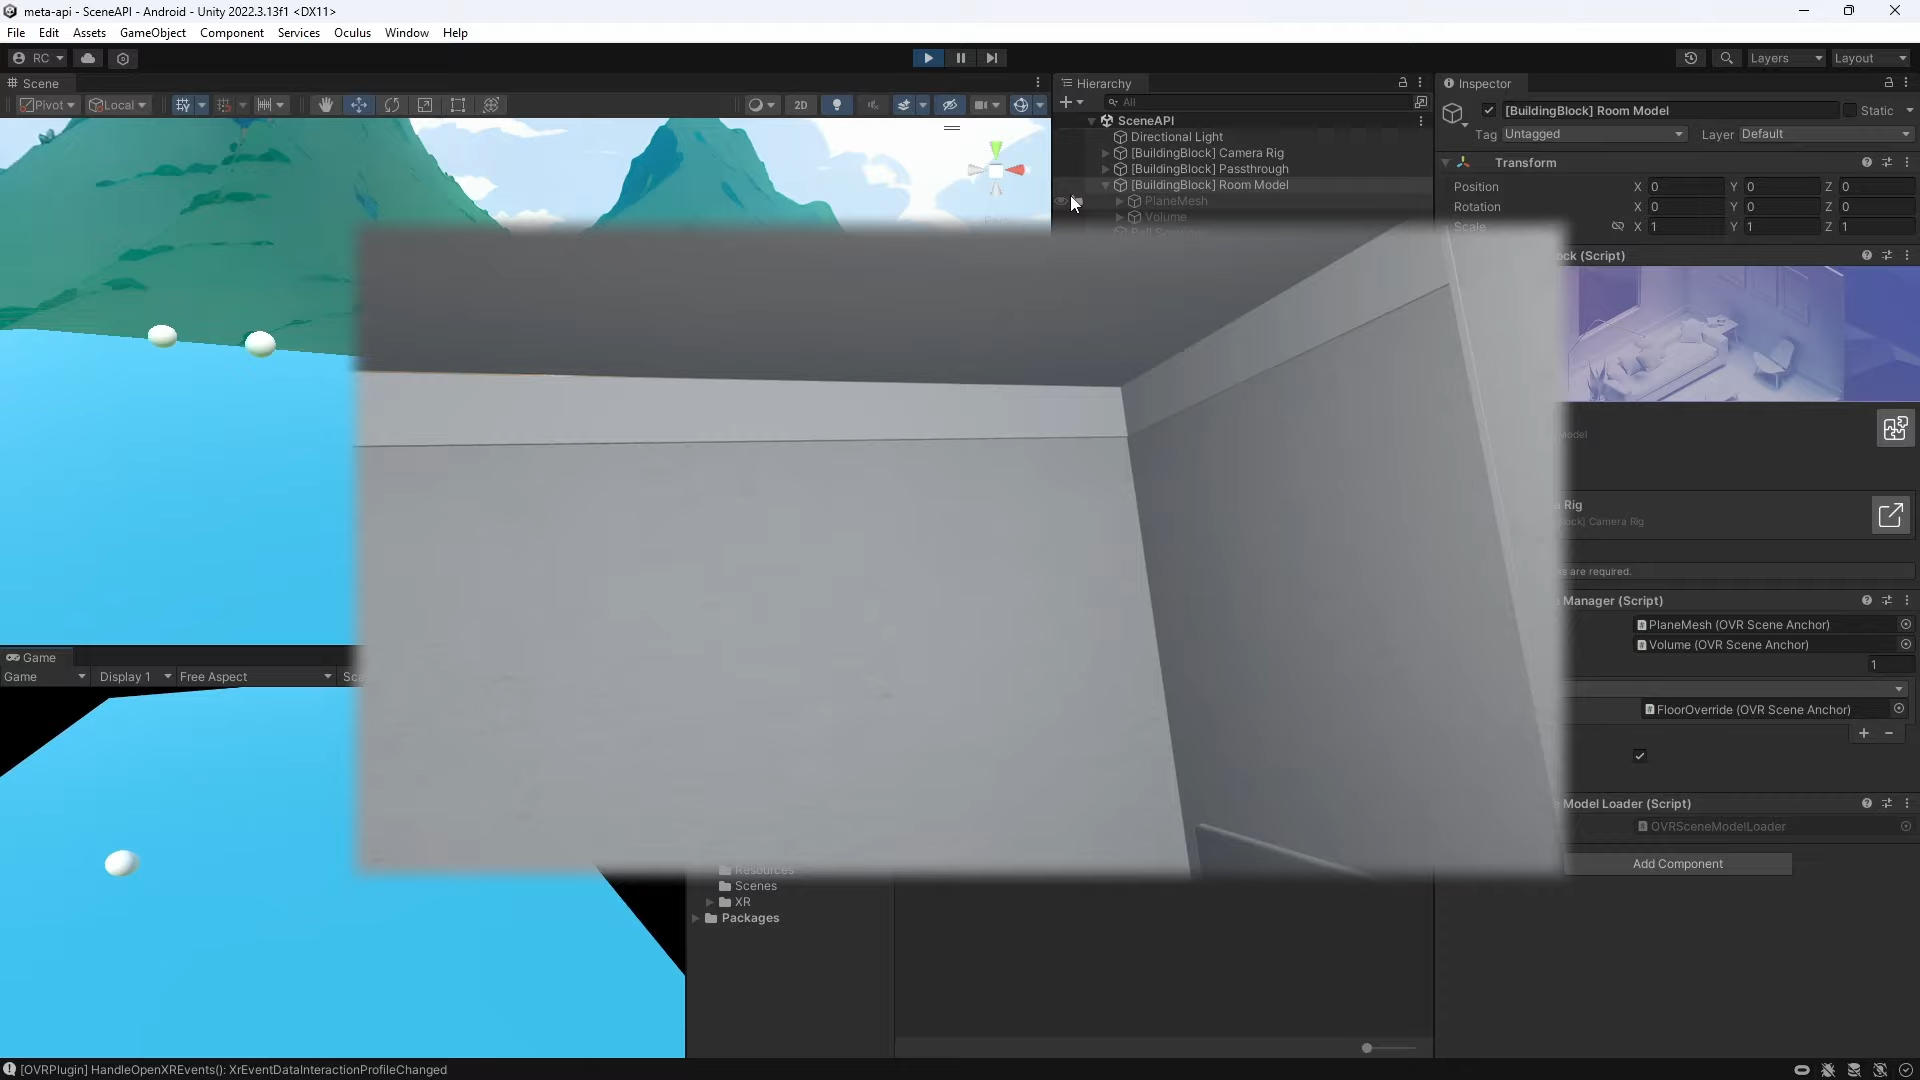 meta-api - SceneAPI - Android - Unity 2022.3.13f1 <DX11>
File Edit Assets GameObject Component Services Oculus Window Help
RC
Layers
Layout
Scene
Pivot
Local
2D
Hierarchy
All
SceneAPI
Directional Light
[BuildingBlock] Camera Rig
[BuildingBlock] Passthrough
[BuildingBlock] Room Model
PlaneMesh
Volume
Inspector
[BuildingBlock] Room Model
Static
Tag Untagged
Layer Default
Transform
Position X 0 Y 0 Z 0
Rotation X 0 Y 0 Z 0
Scale X 1 Y 1 Z 1
ock (Script)
Model
a Rig
ock] Camera Rig
s are required.
Manager (Script)
PlaneMesh (OVR Scene Anchor)
Volume (OVR Scene Anchor)
1
FloorOverride (OVR Scene Anchor)
Model Loader (Script)
OVRSceneModelLoader
Add Component
Game
Game
Display 1
Free Aspect
Sca
Resources
Scenes
XR
Packages
[OVRPlugin] HandleOpenXREvents(): XrEventDataInteractionProfileChanged